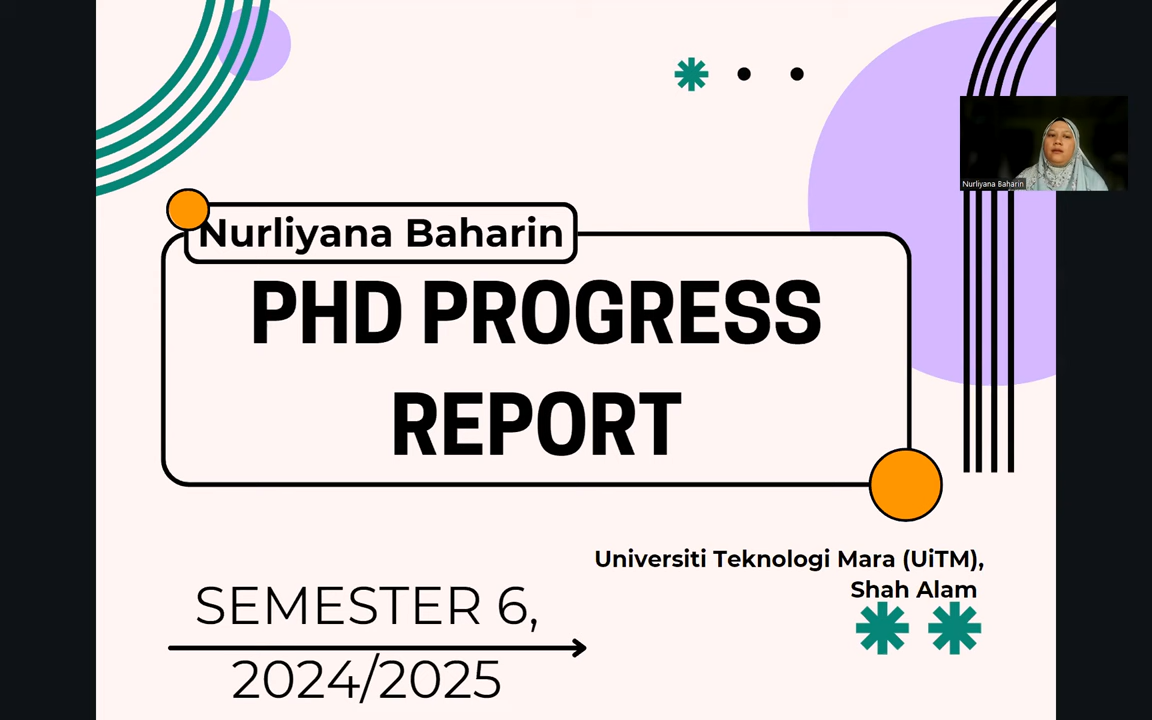 Nurliyana Baharin
Nurliyana Baharin
PHD PROGRESS
REPORT
Universiti Teknologi Mara (UiTM),
Shah Alam
SEMESTER 6,
2024/2025